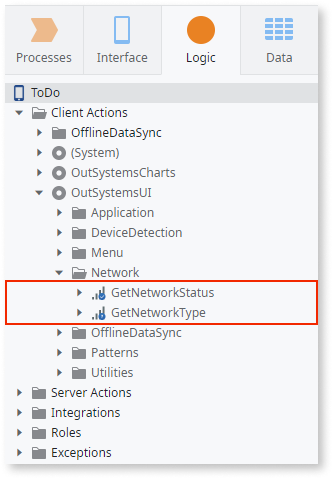 Processes Interface Logic Data
ToDo
Client Actions
OfflineDataSync
(System)
OutSystemsCharts
OutSystemsUI
Application
DeviceDetection
Menu
Network
GetNetworkStatus
GetNetworkType
OfflineDataSync
Patterns
Utilities
Server Actions
Integrations
Roles
Exceptions